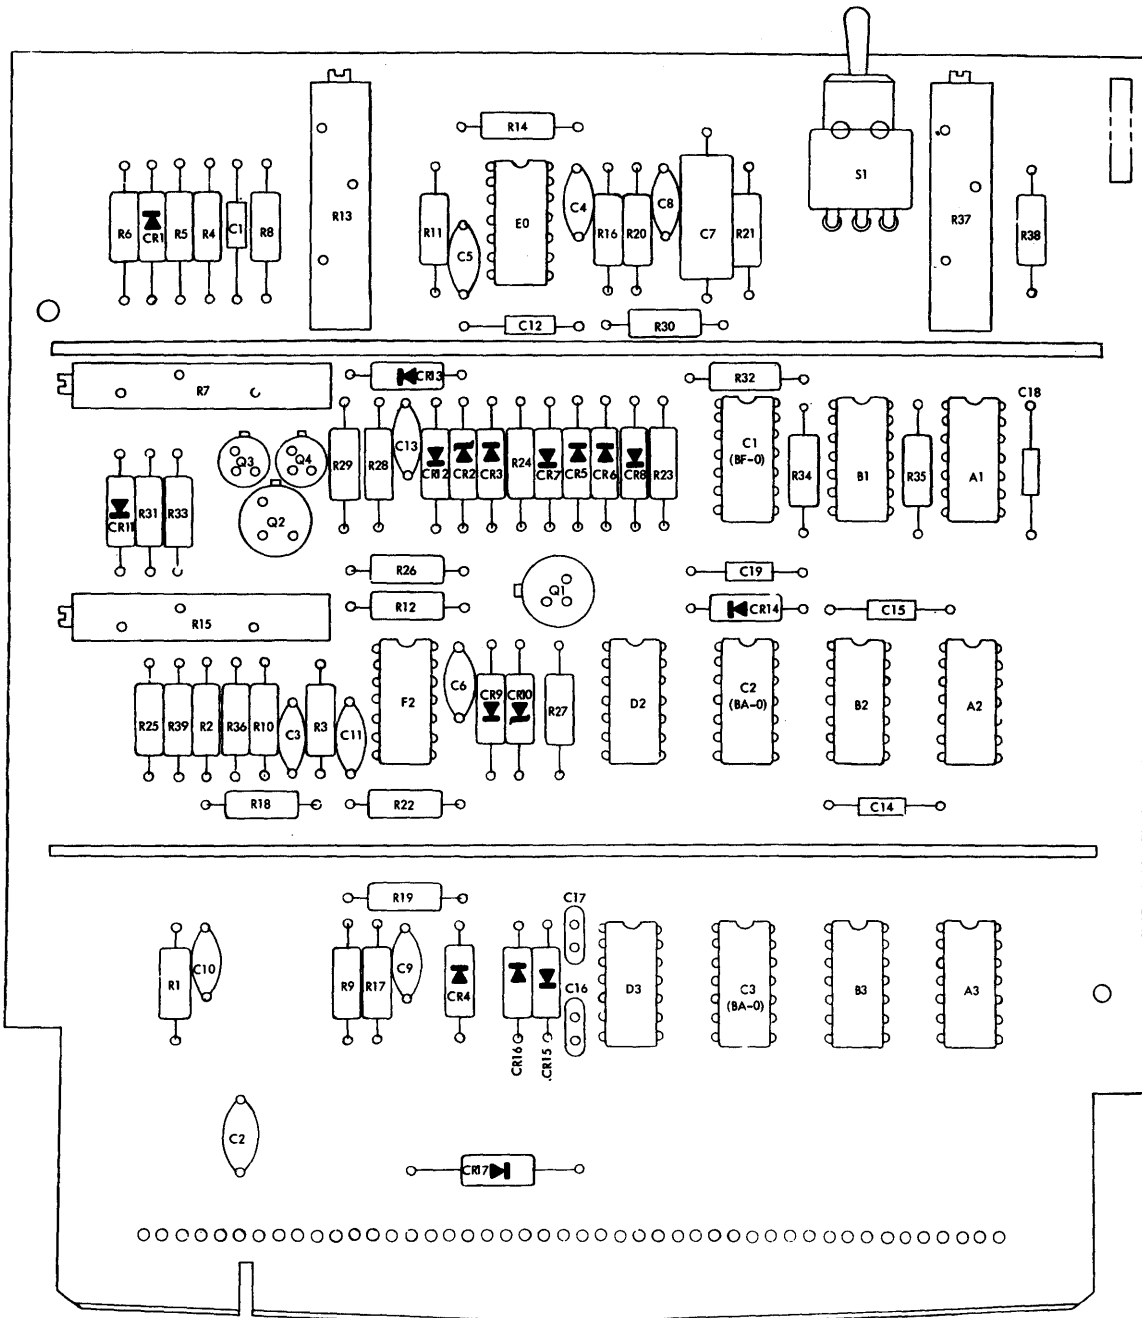 R14
R6
CR1
R5
R4
C1
R8
R13
R11
C5
E0
C4
R16
R20
C8
C7
R21
S1
R37
R38
C12
R30
R7
CR13
R32
C18
Q3
Q4
Q2
R29
R28
C13
CR12
CR2
CR3
R24
CR7
CR5
CR6
CR8
R23
C1
(BF-0)
R34
B1
R35
A1
CR11
R31
R33
R26
R12
Q1
C19
CR14
C15
R15
R25
R39
R2
R36
R10
C3
R3
C11
F2
C6
CR9
CR10
R27
D2
C2
(BA-0)
B2
A2
R18
R22
C14
R19
C17
R1
C10
R9
R17
C9
CR4
CR16
CR15
C16
D3
C3
(BA-0)
B3
A3
C2
CR17